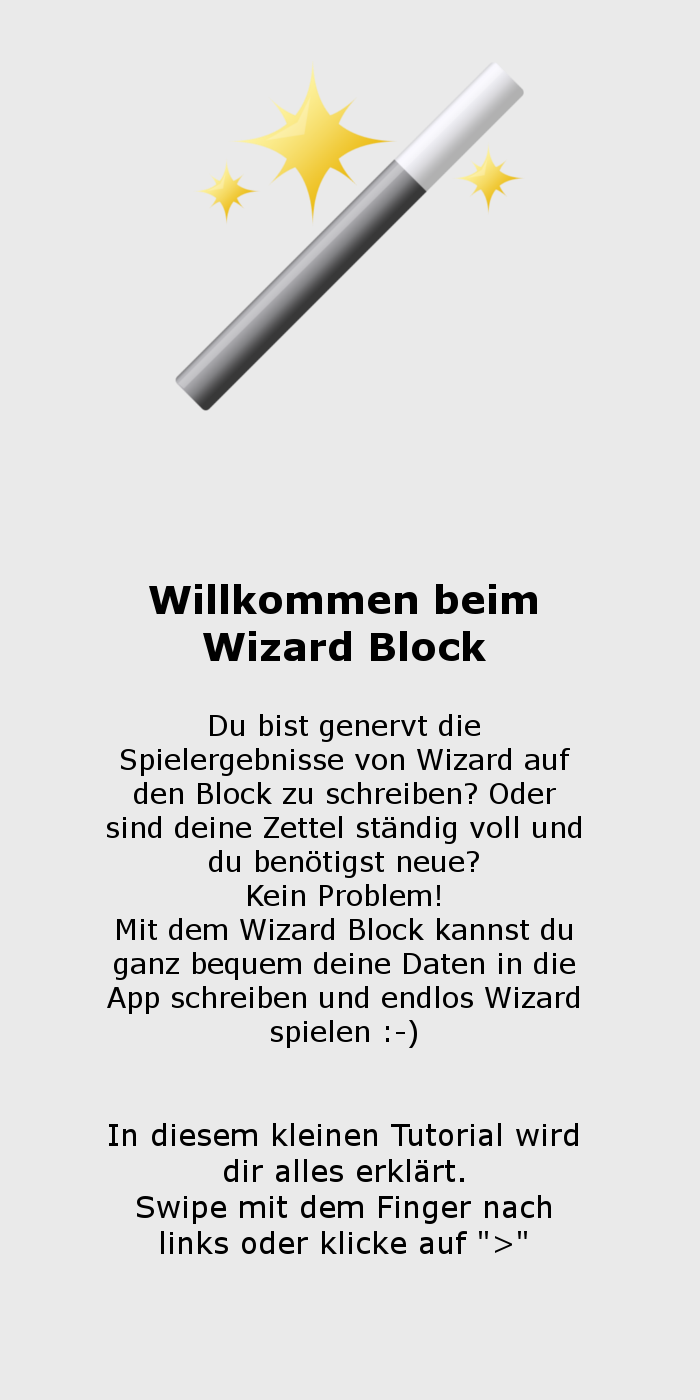 Willkommen beim
Wizard Block
Du bist genervt die
Spielergebnisse von Wizard auf
den Block zu schreiben? Oder
sind deine Zettel ständig voll und
du benötigst neue?
Kein Problem!
Mit dem Wizard Block kannst du
ganz bequem deine Daten in die
App schreiben und endlos Wizard
spielen :-)
In diesem kleinen Tutorial wird
dir alles erklärt.
Swipe mit dem Finger nach
links oder klicke auf ">"